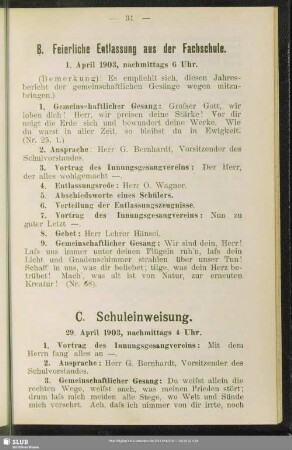 — 31 —
B. Feierliche Entlassung aus der Fachschule.
1. April 1903, nachmittags 6 Uhr.
(Bemerkung): Es empfiehlt sich, diesen Jahres-
bericht der gemeinschaftlichen Gesänge wegen mitzu-
bringen.)
1. Gemeinschaftlicher Gesang: Großer Gott, wir
loben dich! Herr, wir preisen deine Stärke! Vor dir
neigt die Erde sich und bewundert deine Werke. Wie
du warst in aller Zeit, so bleibst du in Ewigkeit.
(Nr. 25, 1.)
2. Ansprache: Herr G. Bernhardt, Vorsitzender des
Schulvorstandes.
3. Vortrag des Innungsgesangvereins: Der Herr,
der alles wohlgemacht —.
4. Entlassungsrede: Herr O. Wagner.
5. Abschiedsworte eines Schülers.
6. Verteilung der Entlassungszeugnisse.
7. Vortrag des Innungsgesangvereins: Nun zu
guter Letzt —.
8. Gebet: Herr Lehrer Hänsel.
9. Gemeinschaftlicher Gesang: Wir sind dein, Herr!
Laß uns immer unter deinen Flügeln ruh'n, laß dein
Licht und Gnadenschimmer strahlen über unser Tun!
Schaff' in uns, was dir beliebet; tilge, was dein Herz be-
trübet! Mach', was alt ist von Natur, zur erneuten
Kreatur! (Nr. 68).
C. Schuleinweisung.
29. April 1903, nachmittags 4 Uhr.
1. Vortrag des Innungsgesangvereins: Mit dem
Herrn fang' alles an —.
2. Ansprache: Herr G. Bernhardt, Vorsitzender des
Schulvorstandes.
3. Gemeinschaftlicher Gesang: Du weißt allein die
rechten Wege, weißt auch, was meinen Frieden stört;
drum laß mich meiden alle Stege, wo Welt und Sünde
mich versehrt. Ach, daß ich nimmer von dir irrte, noch
SLUB